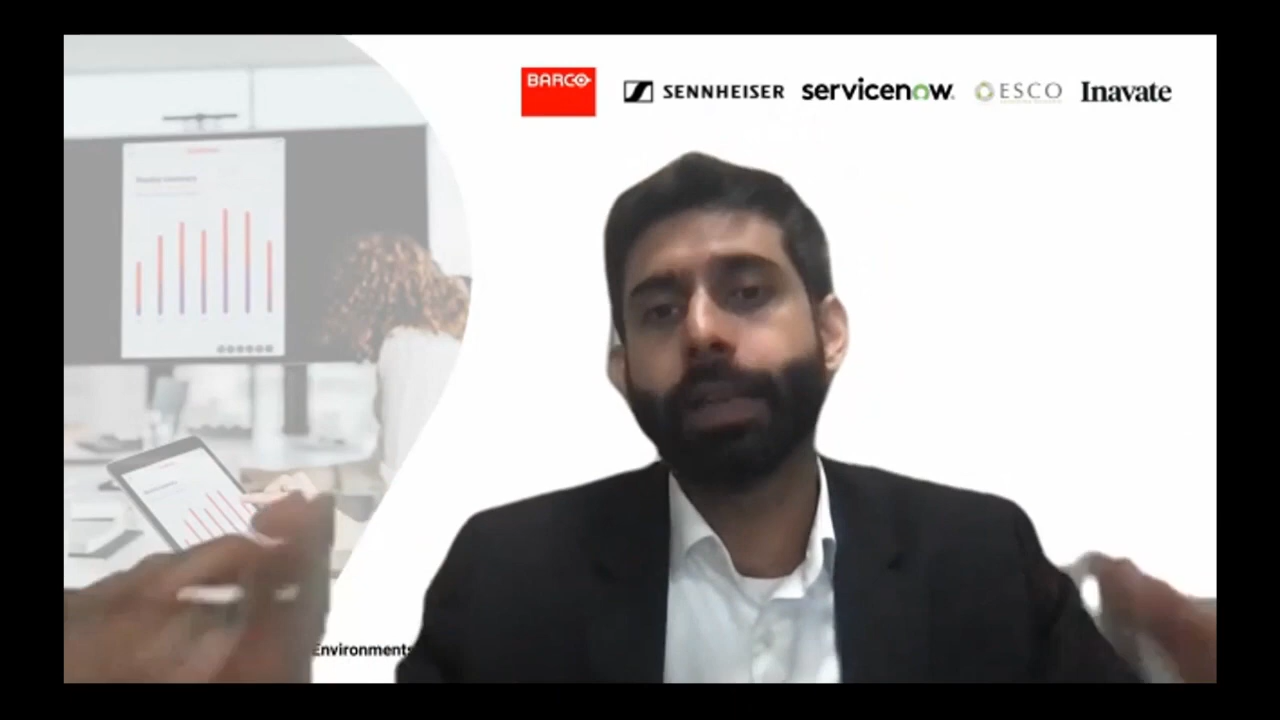 BARCO
SENNHEISER
servicenow
ESCO
Inavate
Environments